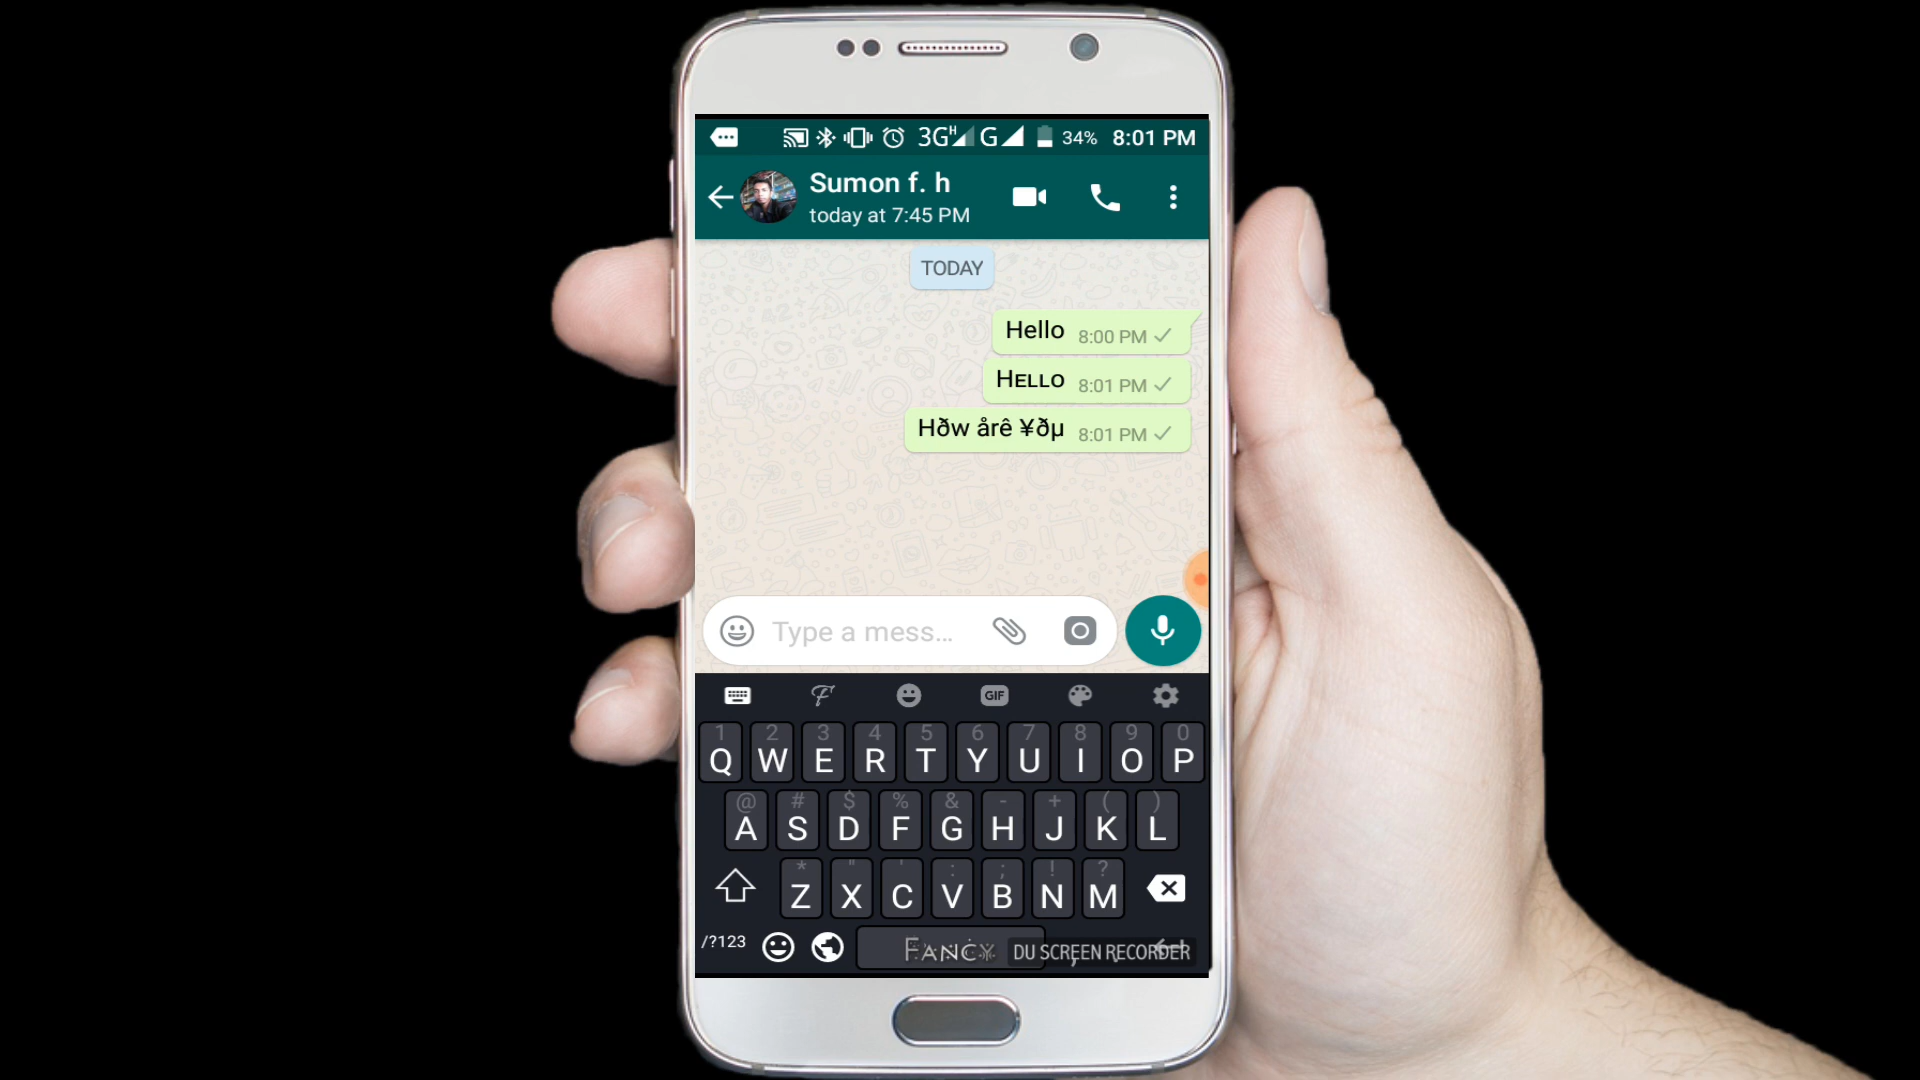 3G H G 34% 8:01 PM
Sumon f. h
today at 7:45 PM
TODAY
Hello 8:00 PM
Hᴇʟʟᴏ 8:01 PM
Hðw årê ¥ðµ 8:01 PM
Type a mess...
GIF
1 2 3 4 5 6 7 8 9 0
Q W E R T Y U I O P
@ # $ % & - + ( )
A S D F G H J K L
* " ' : ; ! ?
Z X C V B N M
/?123 Fancy DU SCREEN RECORDER